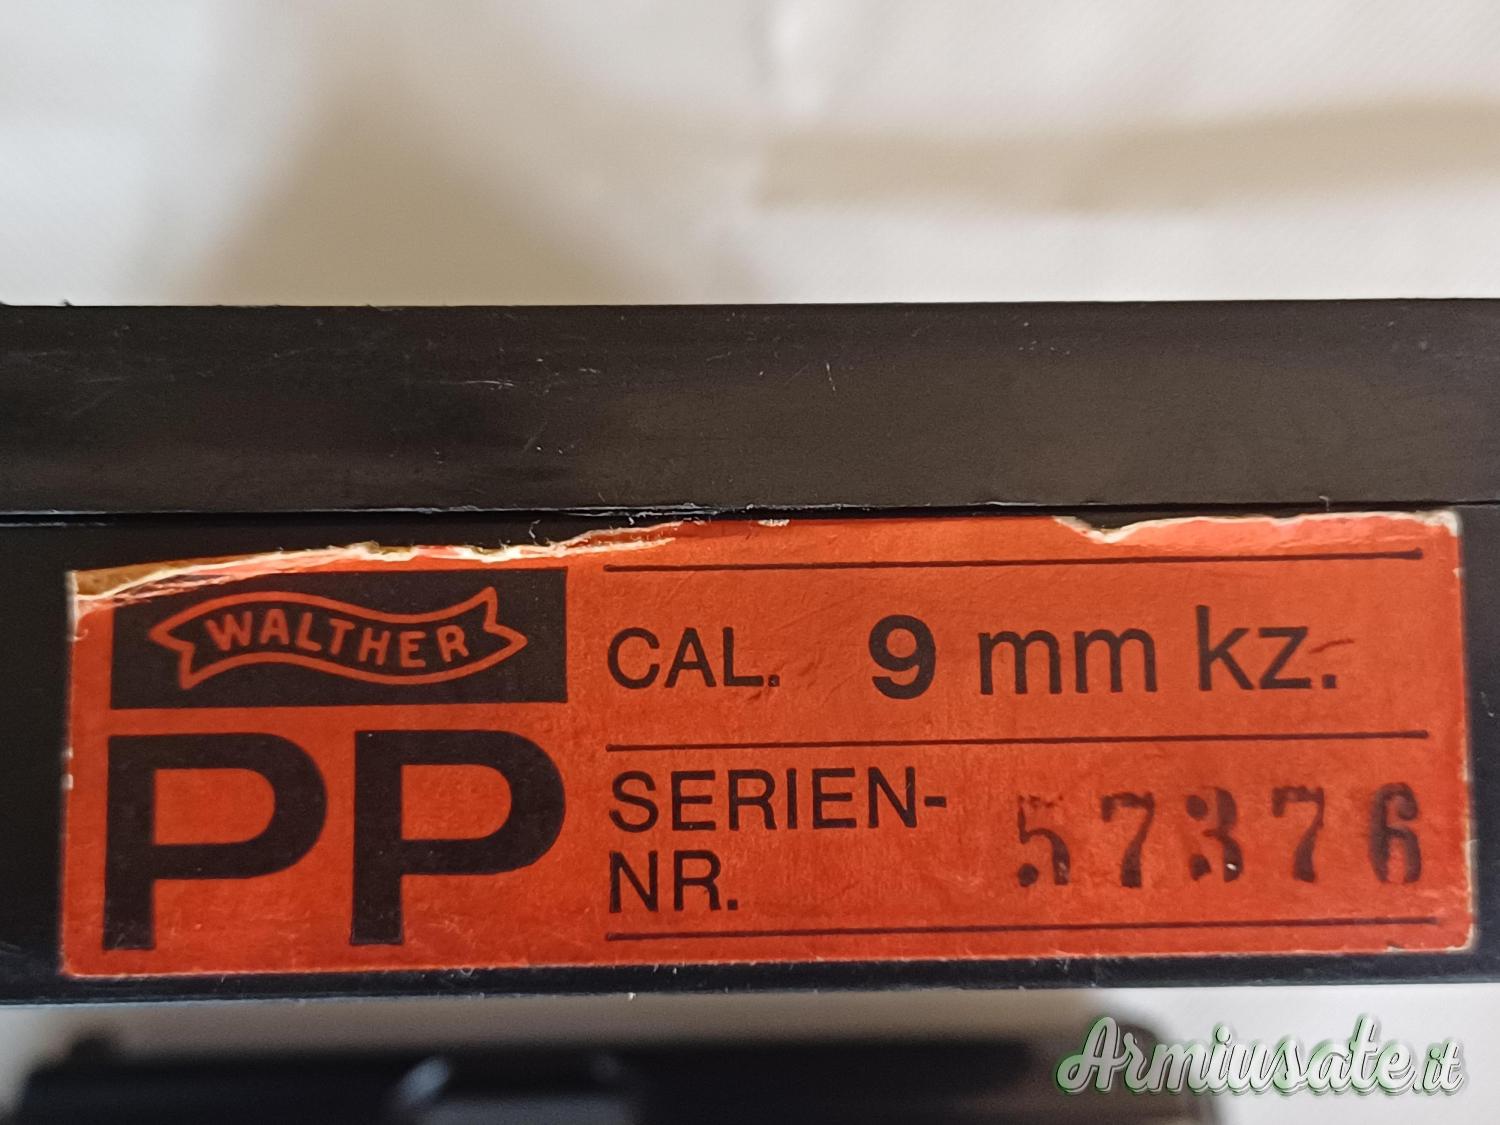 WALTHER
PP
CAL. 9 mm kz.
SERIEN-
NR. 57376
Armiusate.it